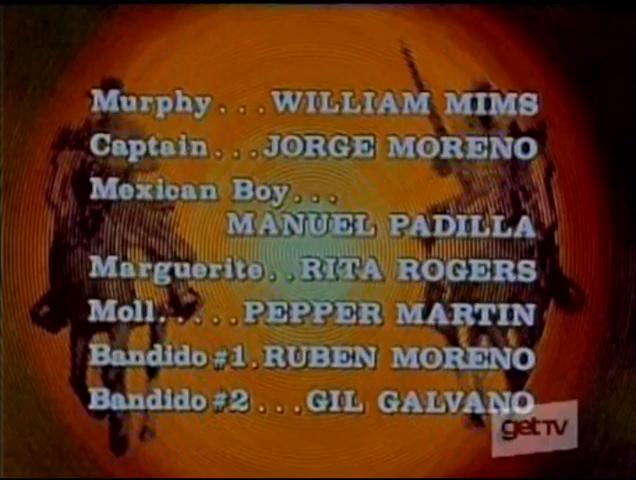 Murphy...WILLIAM MIMS
Captain...JORGE MORENO
Mexican Boy...
MANUEL PADILLA
Marguerite..RITA ROGERS
Moll.....PEPPER MARTIN
Bandido #1.RUBEN MORENO
Bandido #2...GIL GALVANO
getTV